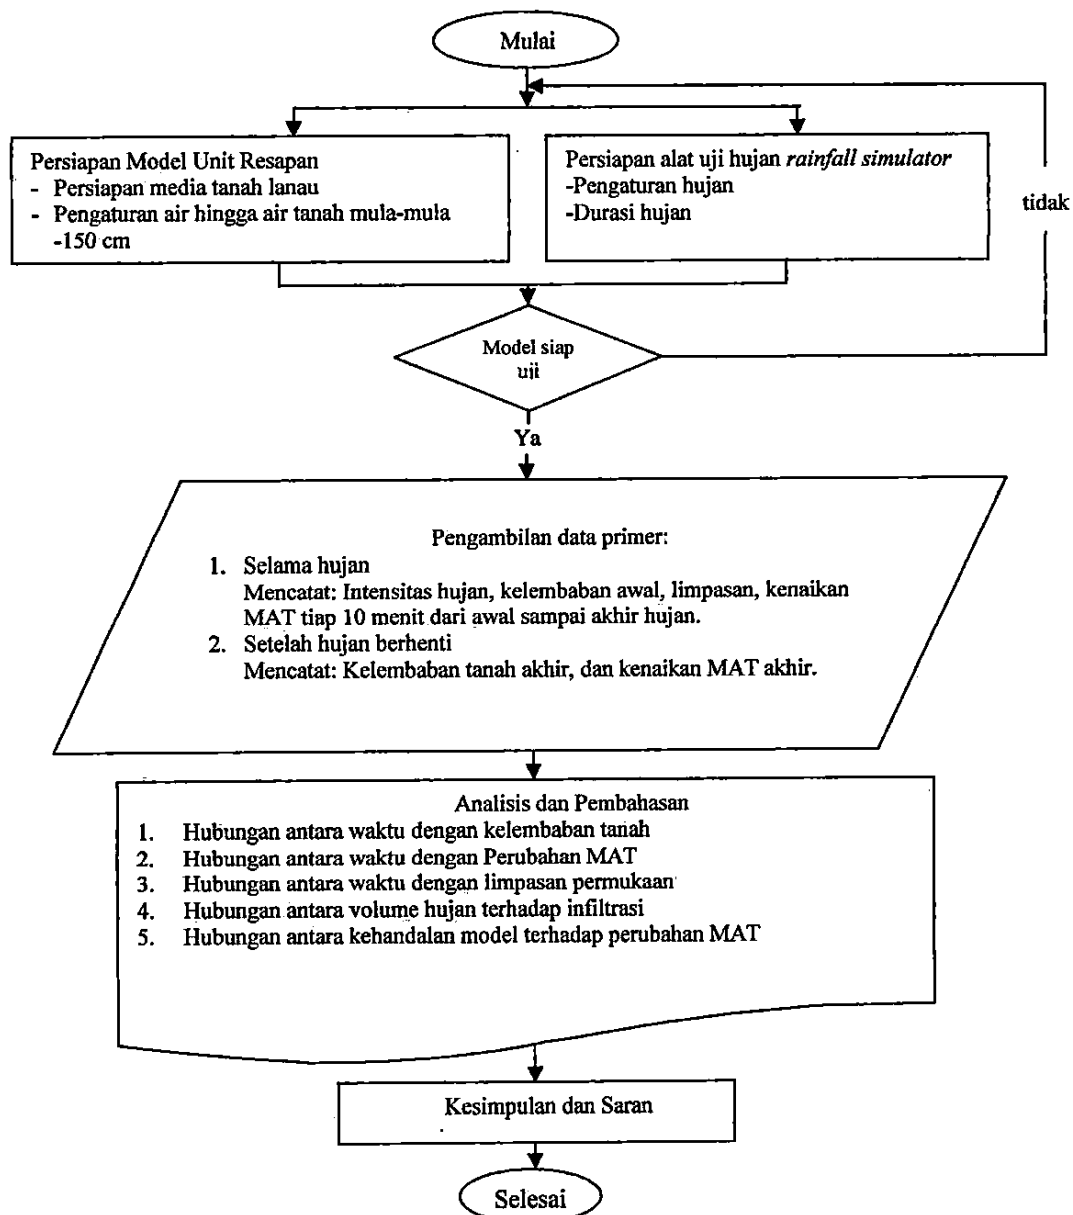 Mulai
Persiapan Model Unit Resapan
- Persiapan media tanah lanau
- Pengaturan air hingga air tanah mula-mula
-150 cm
Persiapan alat uji hujan rainfall simulator
-Pengaturan hujan
-Durasi hujan
tidak
Model siap
uji
Ya
Pengambilan data primer:
1. Selama hujan
Mencatat: Intensitas hujan, kelembaban awal, limpasan, kenaikan
MAT tiap 10 menit dari awal sampai akhir hujan.
2. Setelah hujan berhenti
Mencatat: Kelembaban tanah akhir, dan kenaikan MAT akhir.
Analisis dan Pembahasan
1. Hubungan antara waktu dengan kelembaban tanah
2. Hubungan antara waktu dengan Perubahan MAT
3. Hubungan antara waktu dengan limpasan permukaan
4. Hubungan antara volume hujan terhadap infiltrasi
5. Hubungan antara kehandalan model terhadap perubahan MAT
Kesimpulan dan Saran
Selesai